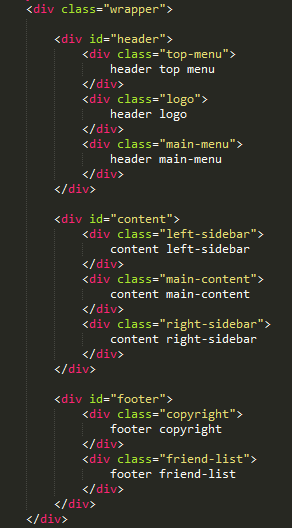 <div class="wrapper">
<div id="header">
<div class="top-menu">
header top menu
</div>
<div class="logo">
header logo
</div>
<div class="main-menu">
header main-menu
</div>
</div>
<div id="content">
<div class="left-sidebar">
content left-sidebar
</div>
<div class="main-content">
content main-content
</div>
<div class="right-sidebar">
content right-sidebar
</div>
</div>
<div id="footer">
<div class="copyright">
footer copyright
</div>
<div class="friend-list">
footer friend-list
</div>
</div>
</div>